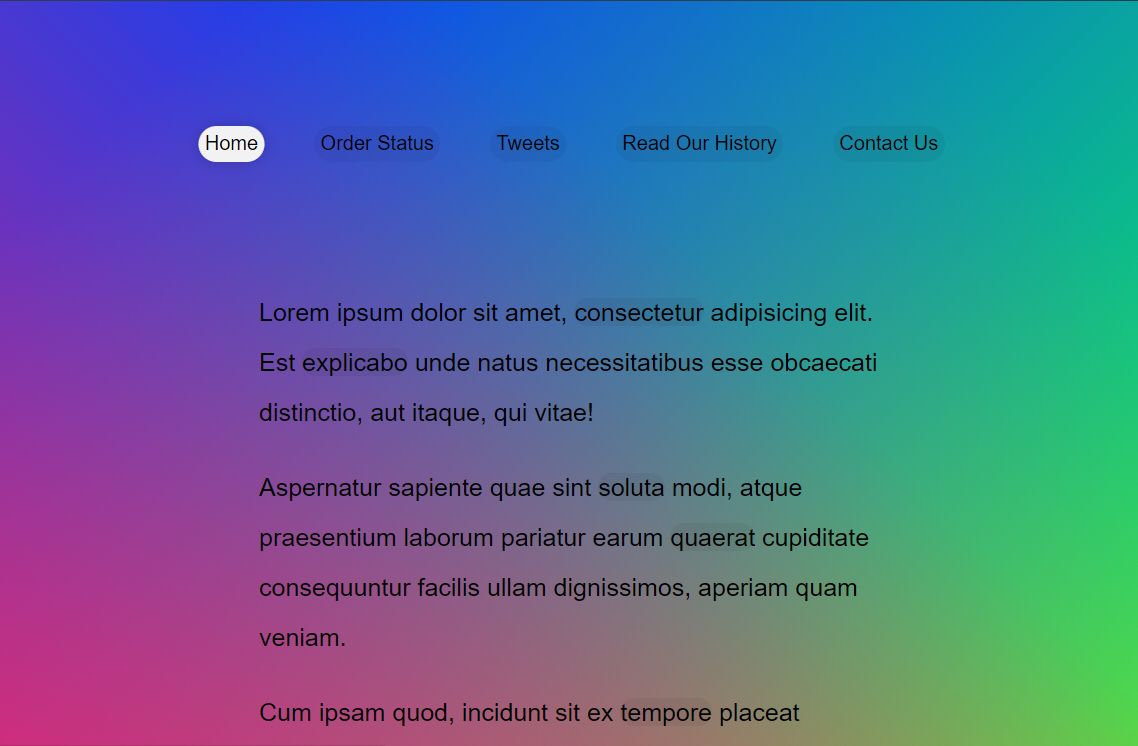 Home Order Status Tweets Read Our History Contact Us
Lorem ipsum dolor sit amet, consectetur adipisicing elit.
Est explicabo unde natus necessitatibus esse obcaecati
distinctio, aut itaque, qui vitae!
Aspernatur sapiente quae sint soluta modi, atque
praesentium laborum pariatur earum quaerat cupiditate
consequuntur facilis ullam dignissimos, aperiam quam
veniam.
Cum ipsam quod, incidunt sit ex tempore placeat